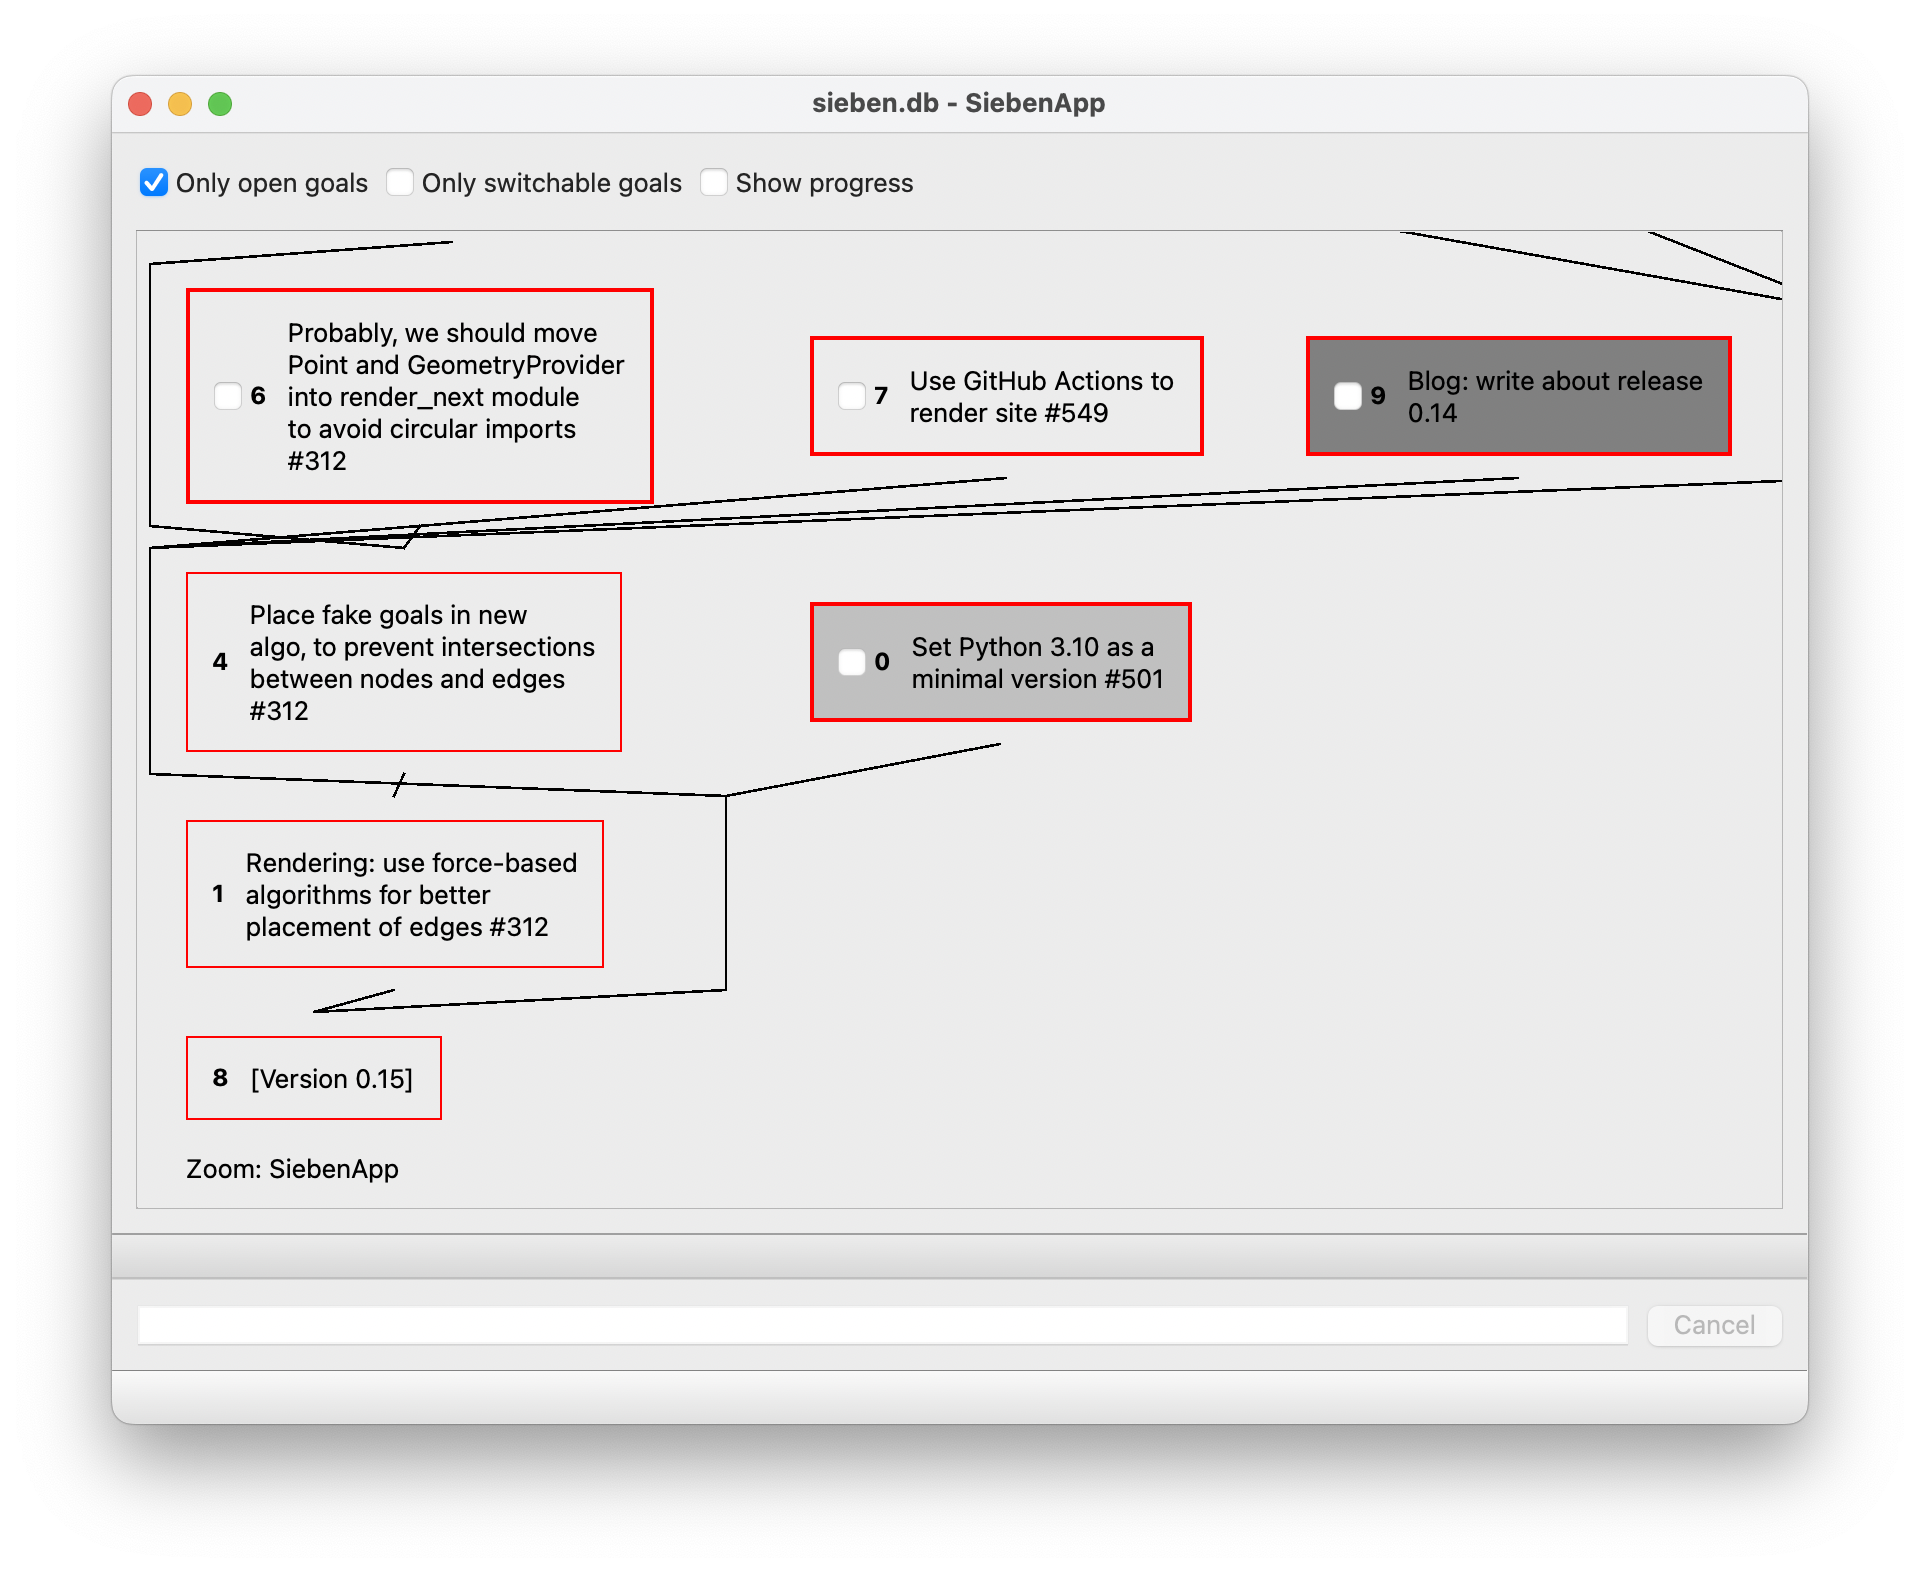 sieben.db - SiebenApp
Only open goals
Only switchable goals
Show progress
6
Probably, we should move
Point and GeometryProvider
into render_next module
to avoid circular imports
#312
7
Use GitHub Actions to
render site #549
9
Blog: write about release
0.14
4
Place fake goals in new
algo, to prevent intersections
between nodes and edges
#312
0
Set Python 3.10 as a
minimal version #501
1
Rendering: use force-based
algorithms for better
placement of edges #312
8
[Version 0.15]
Zoom: SiebenApp
Cancel